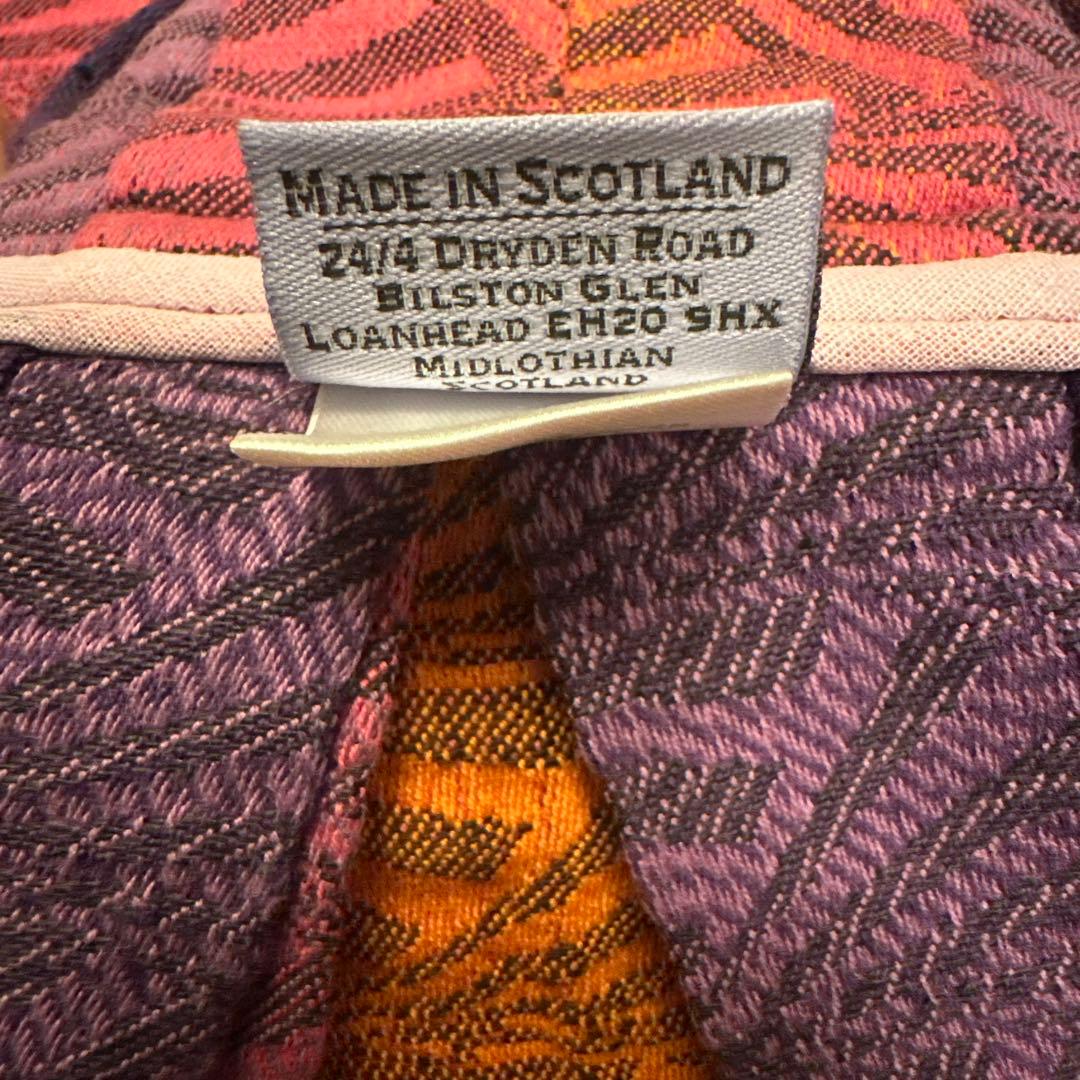 MADE IN SCOTLAND
24/4 DRYDEN ROAD
BILSTON GLEN
LOANHEAD EH20 9HX
MIDLOTHIAN
SCOTLAND